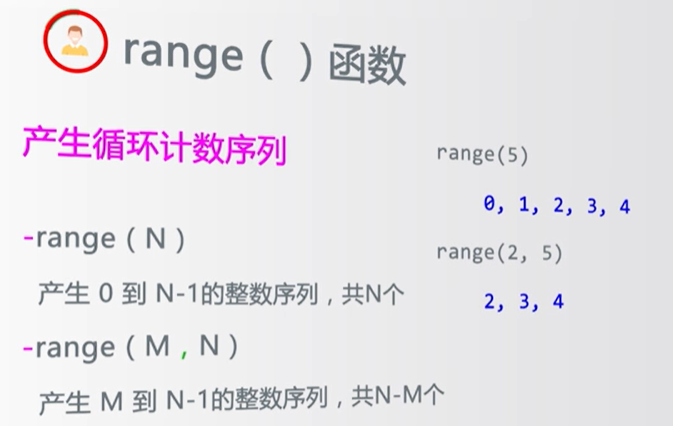 range（ ）函数
产生循环计数序列
-range（N）
产生 0 到 N-1的整数序列，共N个
-range（M，N）
产生 M 到 N-1的整数序列，共N-M个
range(5)
0, 1, 2, 3, 4
range(2, 5)
2, 3, 4